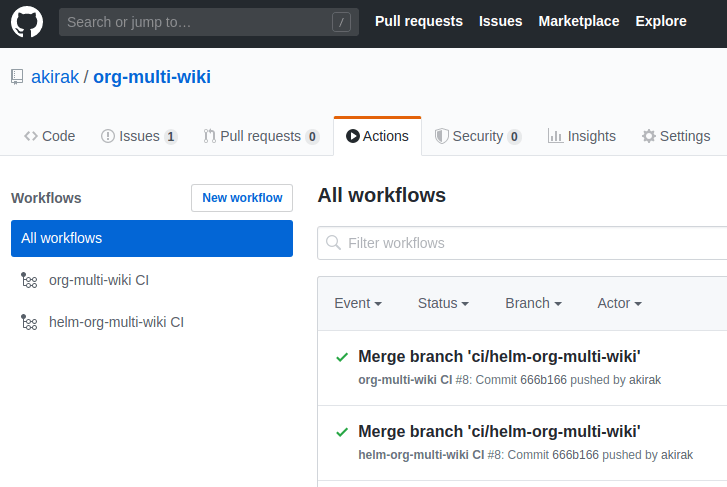 Search or jump to… / Pull requests Issues Marketplace Explore
akirak / org-multi-wiki
Code Issues 1 Pull requests 0 Actions Security 0 Insights Settings
Workflows New workflow All workflows
All workflows
Filter workflows
org-multi-wiki CI
helm-org-multi-wiki CI
Event Status Branch Actor
Merge branch 'ci/helm-org-multi-wiki'
org-multi-wiki CI #8: Commit 666b166 pushed by akirak
Merge branch 'ci/helm-org-multi-wiki'
helm-org-multi-wiki CI #8: Commit 666b166 pushed by akirak